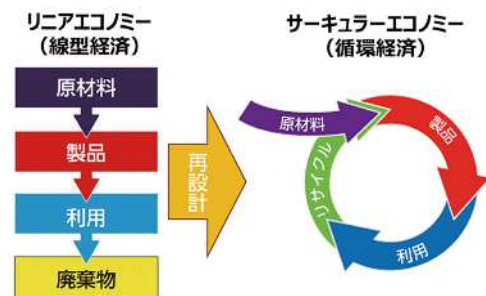 リニアエコノミー
（線型経済）
原材料
製品
利用
廃棄物
再設計
サーキュラーエコノミー
（循環経済）
原材料
製品
利用
リサイクル